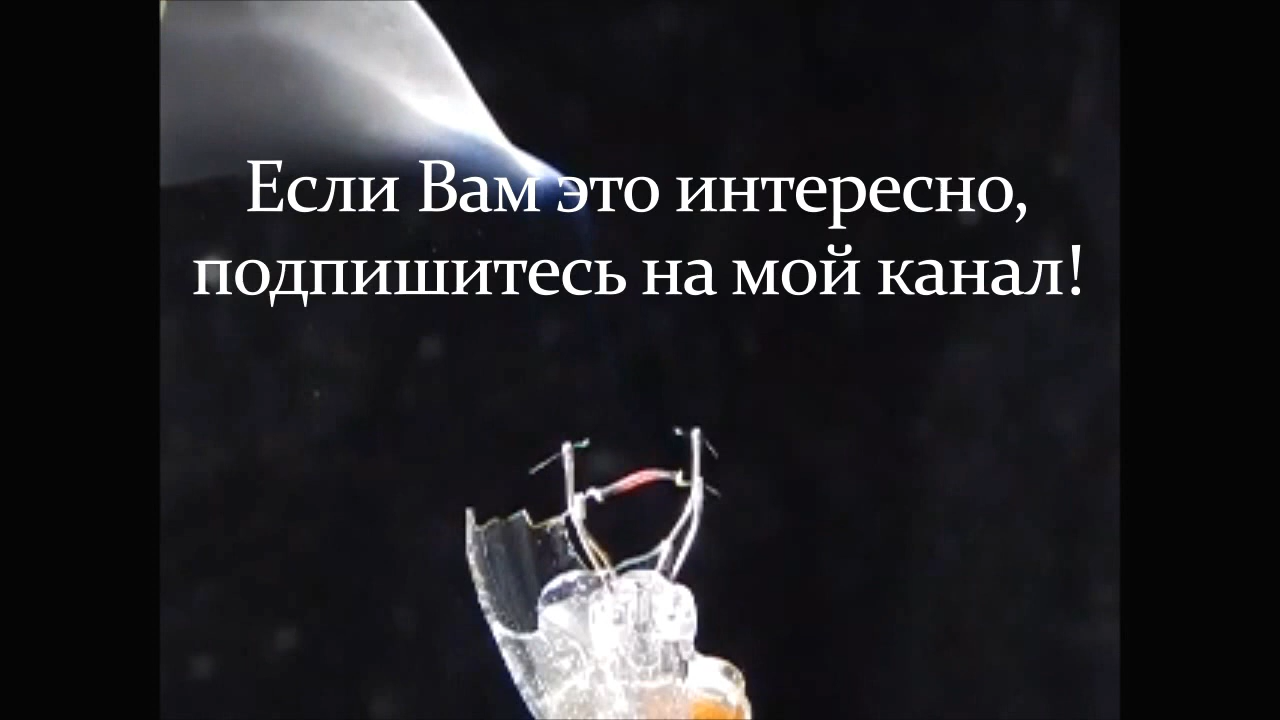 Если Вам это интересно,
подпишитесь на мой канал!